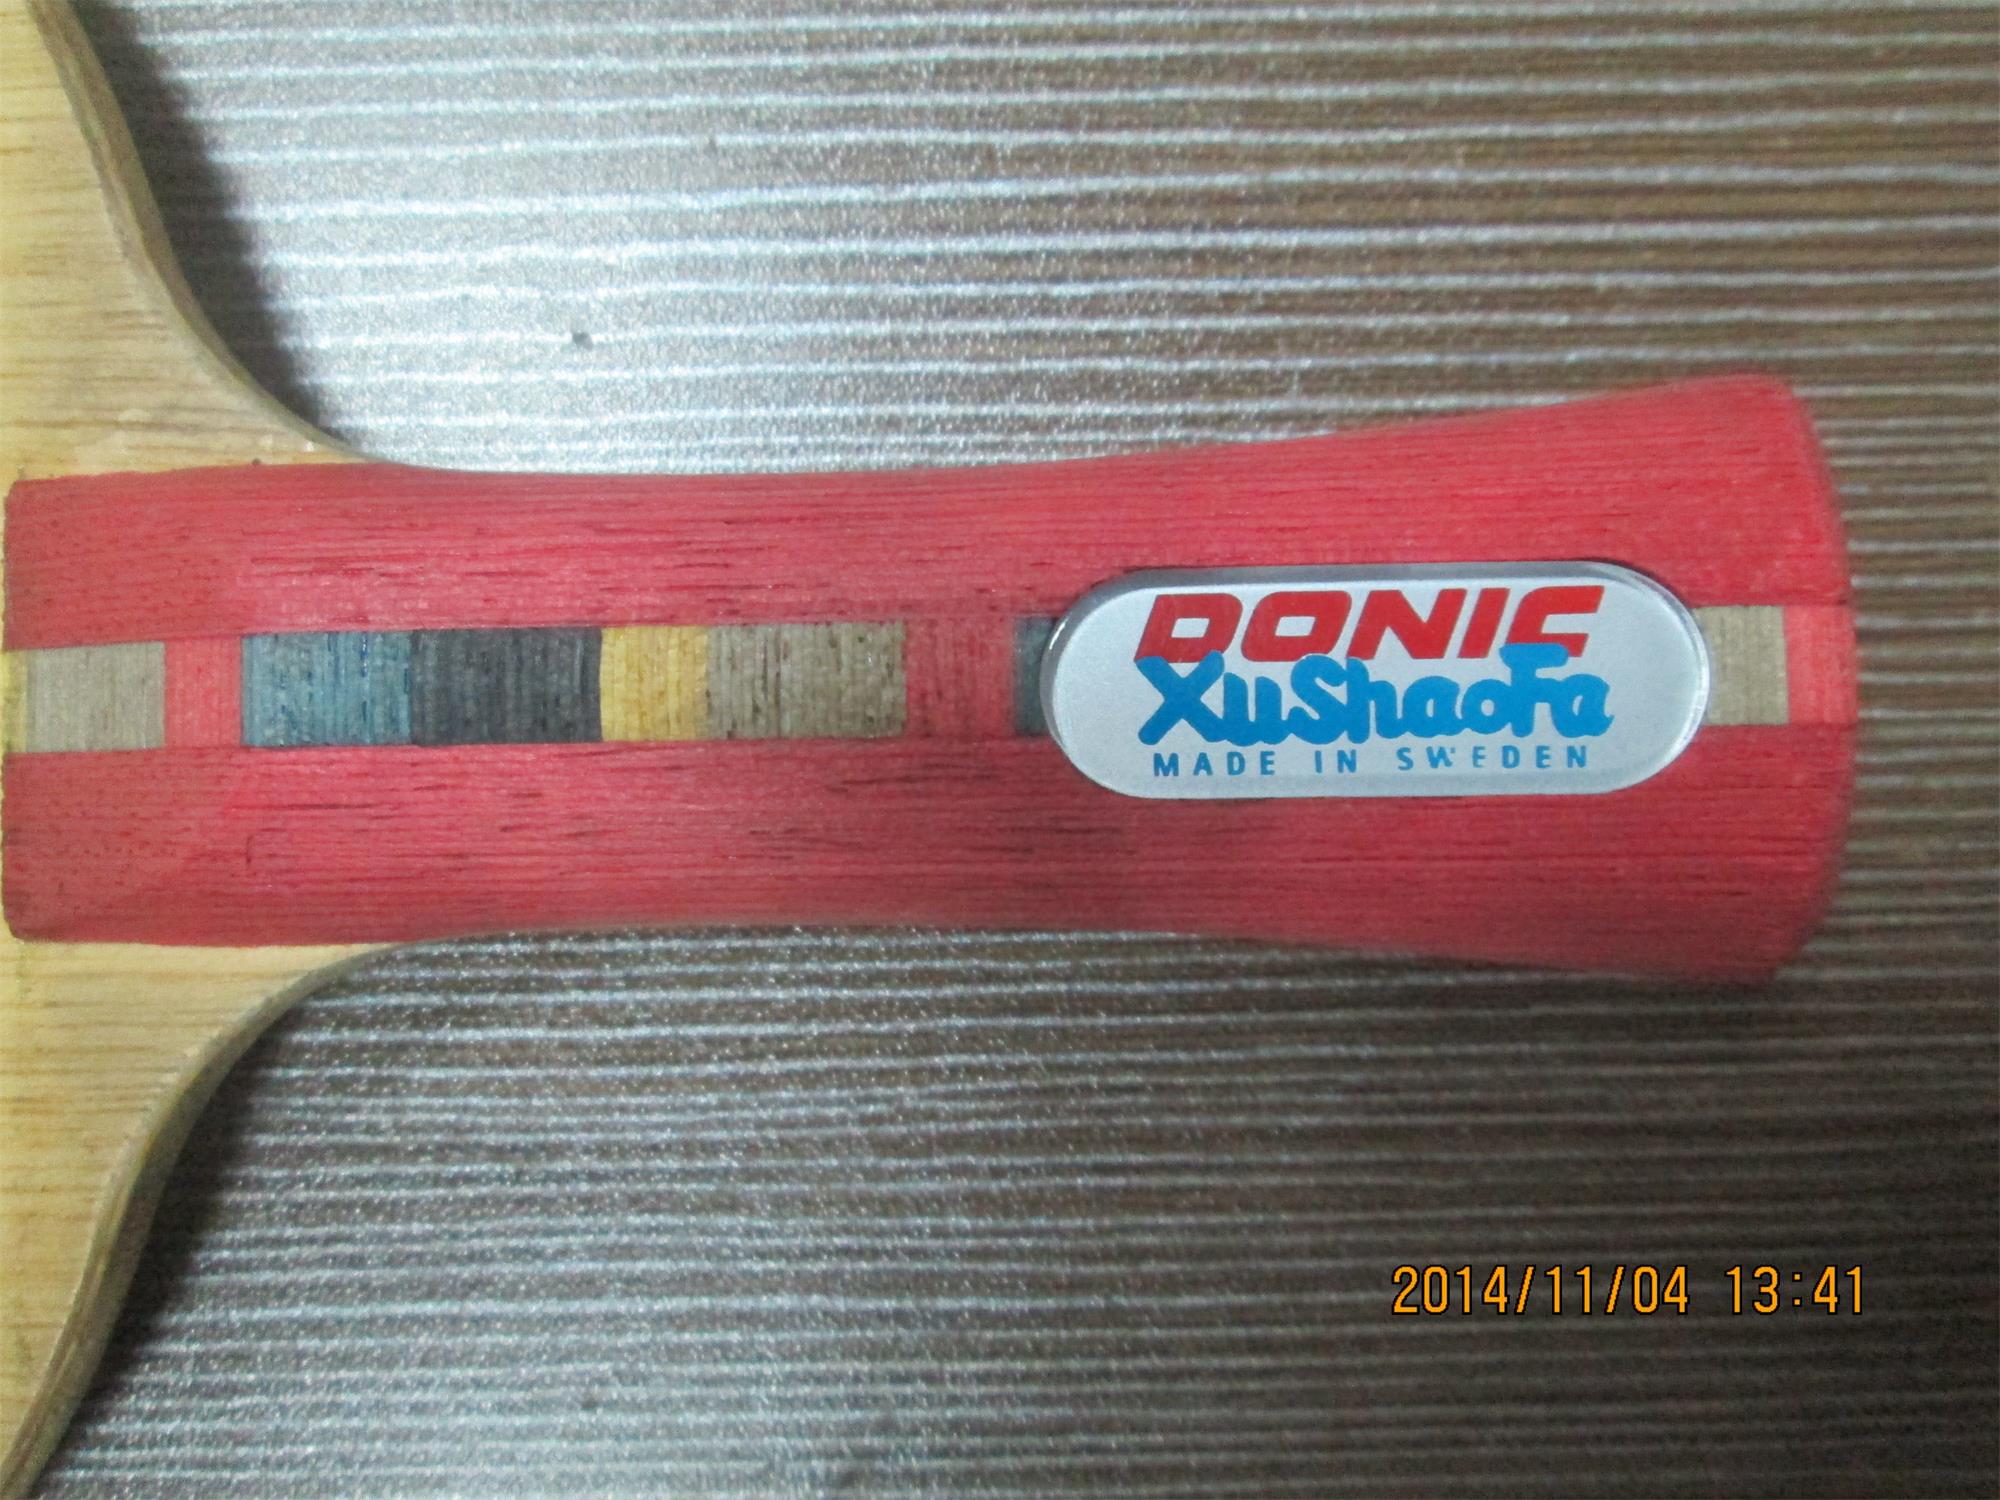 DONIC
XuShaoFa
MADE IN SWEDEN
2014/11/04 13:41